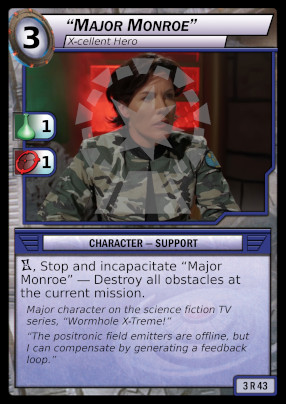 3
“MAJOR MONROE”
X-cellent Hero
1
1
CHARACTER – SUPPORT
, Stop and incapacitate “Major
Monroe” — Destroy all obstacles at
the current mission.
Major character on the science fiction TV
series, “Wormhole X-Treme!”
“The positronic field emitters are offline, but
I can compensate by generating a feedback
loop.”
3 R 43